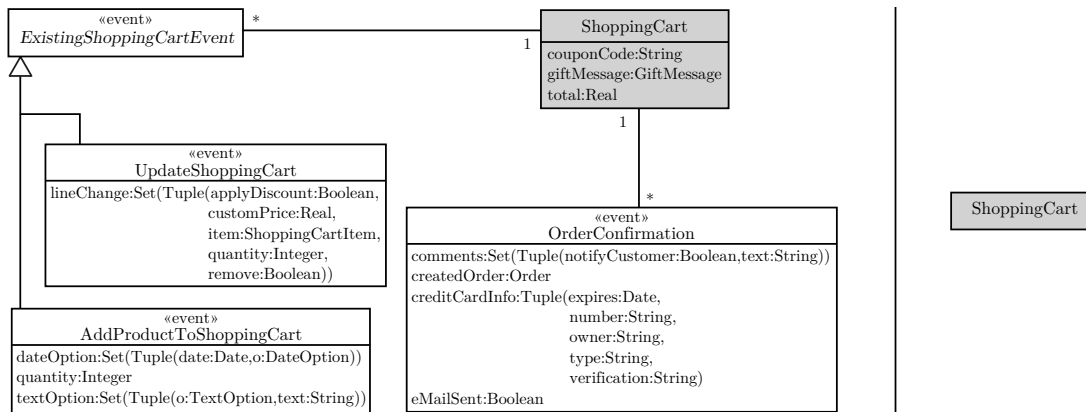 «event»
ExistingShoppingCartEvent
*
1
ShoppingCart
couponCode:String
giftMessage:GiftMessage
total:Real
1
*
«event»
UpdateShoppingCart
lineChange:Set(Tuple(applyDiscount:Boolean,
customPrice:Real,
item:ShoppingCartItem,
quantity:Integer,
remove:Boolean))
«event»
OrderConfirmation
comments:Set(Tuple(notifyCustomer:Boolean,text:String))
createdOrder:Order
creditCardInfo:Tuple(expires:Date,
number:String,
owner:String,
type:String,
verification:String)
eMailSent:Boolean
«event»
AddProductToShoppingCart
dateOption:Set(Tuple(date:Date,o:DateOption))
quantity:Integer
textOption:Set(Tuple(o:TextOption,text:String))
ShoppingCart